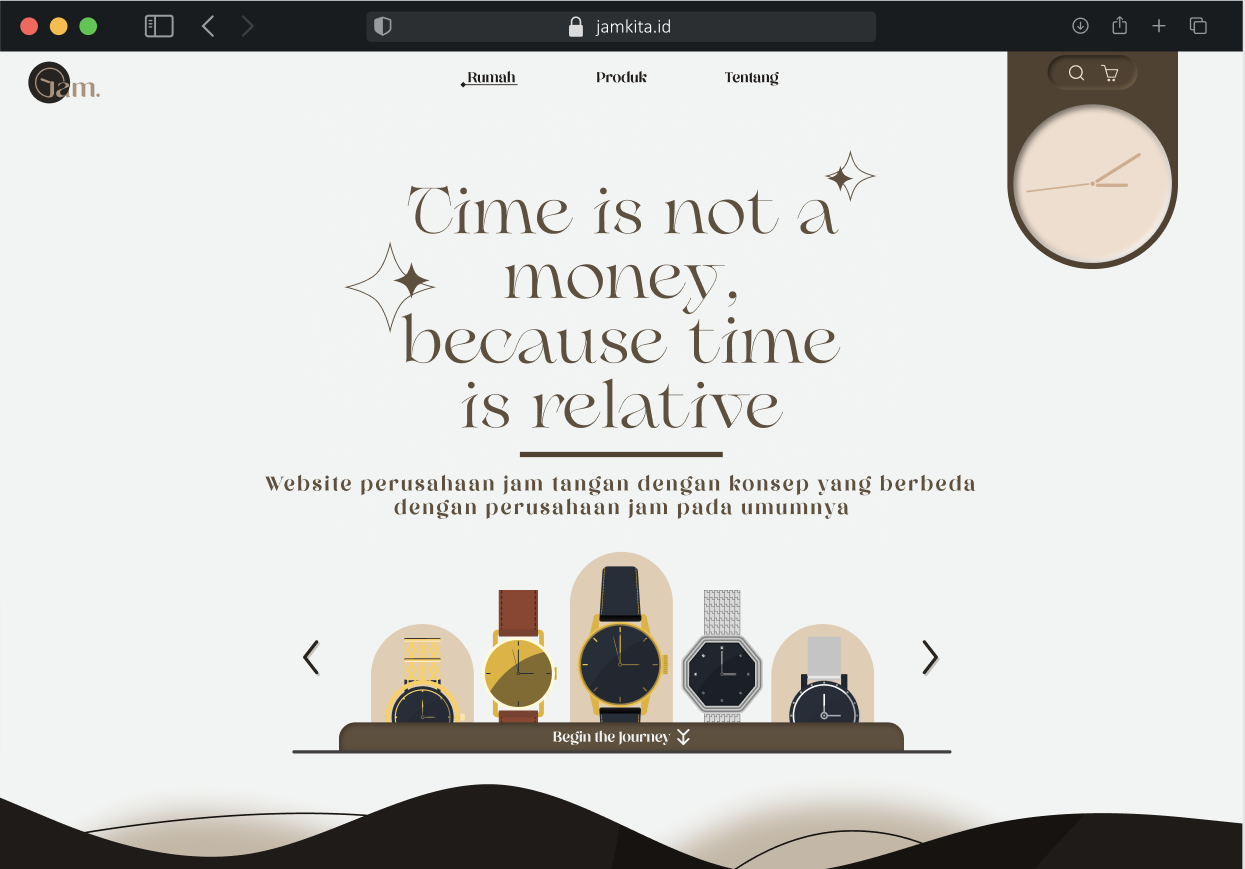 jamkita.id
Jam.
Rumah Produk Tentang
Time is not a
money,
because time
is relative
Website perusahaan jam tangan dengan konsep yang berbeda
dengan perusahaan jam pada umumnya
Begin the Journey